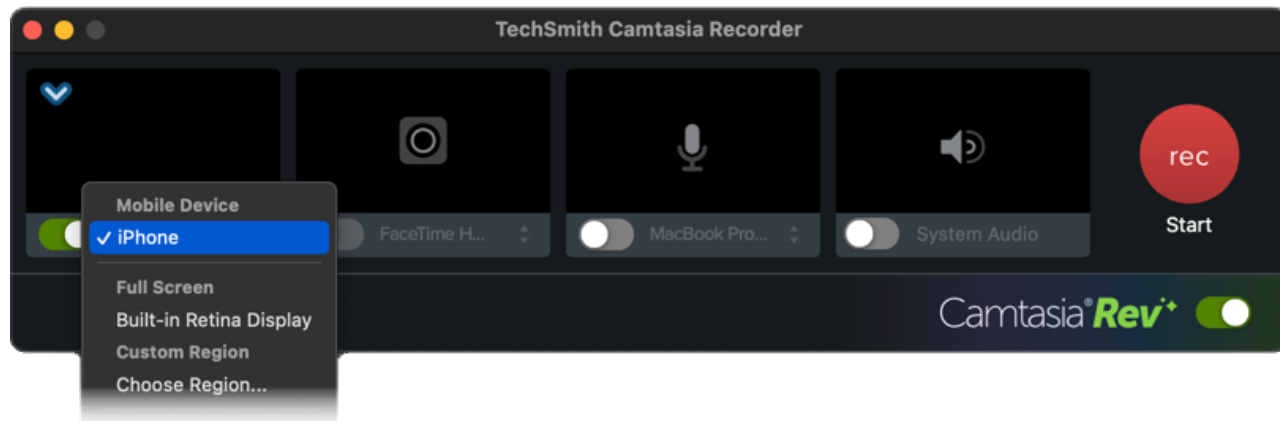 TechSmith Camtasia Recorder
rec
Start
Mobile Device
✓ iPhone
FaceTime H...
MacBook Pro...
System Audio
Full Screen
Built-in Retina Display
Custom Region
Choose Region...
Camtasia® Rev